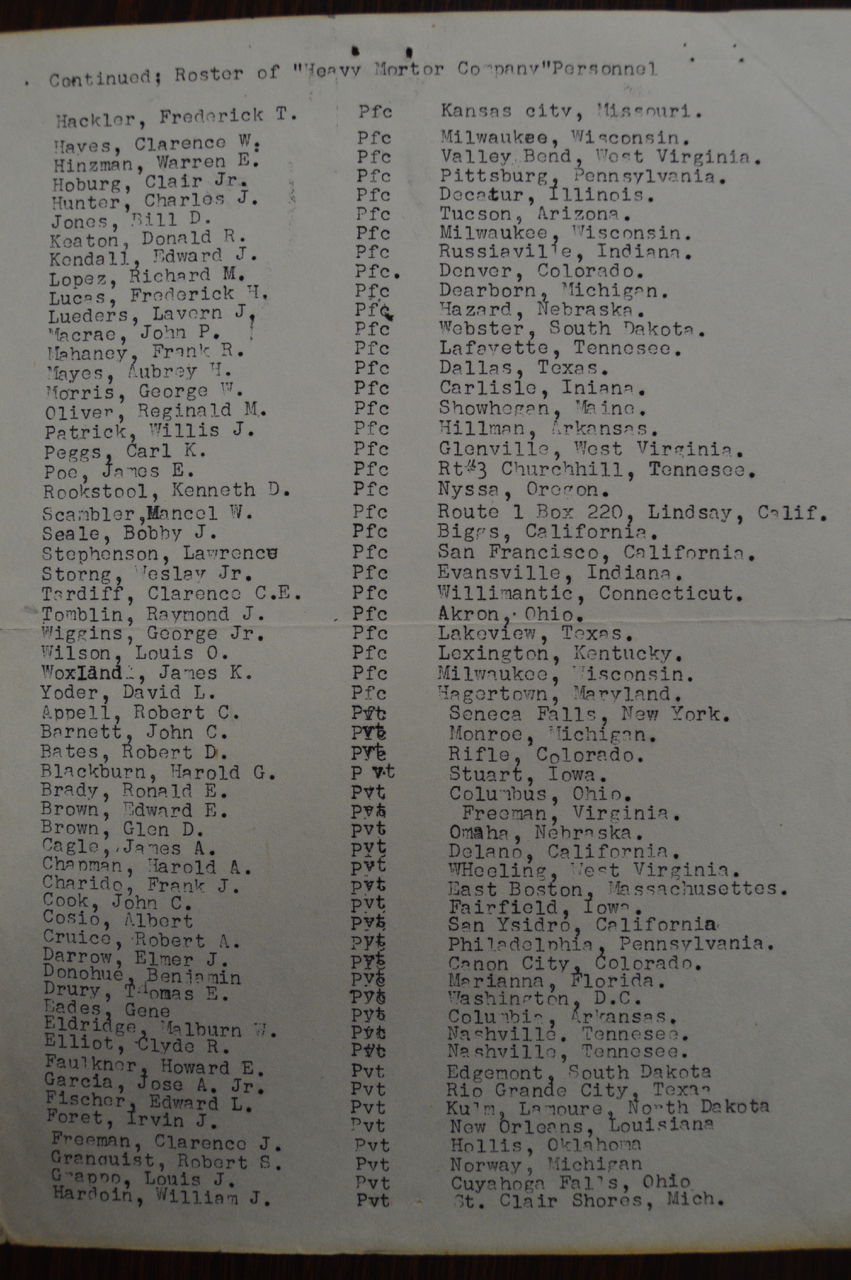 Continued; Roster of "Heavy Mortor Company"Personnel
Hackler, Frederick T. Pfc Kansas city, Missouri.
Hayes, Clarence W. Pfc Milwaukee, Wisconsin.
Hinzman, Warren E. Pfc Valley Bend, West Virginia.
Hoburg, Clair Jr. Pfc Pittsburg, Pennsylvania.
Hunter, Charles J. Pfc Decatur, Illinois.
Jones, Bill D. Pfc Tucson, Arizona.
Keaton, Donald R. Pfc Milwaukee, Wisconsin.
Kendall, Edward J. Pfc Russiaville, Indiana.
Lopez, Richard M. Pfc. Denver, Colorado.
Lucas, Frederick H. Pfc Dearborn, Michigan.
Lueders, Lavern J. Pfc Hazard, Nebraska.
Macrae, John P. Pfc Webster, South Dakota.
Mahaney, Frank R. Pfc Lafayette, Tennesee.
Mayes, Aubrey H. Pfc Dallas, Texas.
Morris, George W. Pfc Carlisle, Iniana.
Oliver, Reginald M. Pfc Showhegan, Maine.
Patrick, Willis J. Pfc Hillman, Arkansas.
Peggs, Carl K. Pfc Glenville, West Virginia.
Poe, James E. Pfc Rt#3 Churchhill, Tennesee.
Rookstool, Kenneth D. Pfc Nyssa, Oregon.
Scambler,Mancel W. Pfc Route 1 Box 220, Lindsay, Calif.
Seale, Bobby J. Pfc Biggs, California.
Stephenson, Lawrence Pfc San Francisco, California.
Storng, Weslay Jr. Pfc Evansville, Indiana.
Tardiff, Clarence C.E. Pfc Willimantic, Connecticut.
Tomblin, Raymond J. Pfc Akron, Ohio.
Wiggins, George Jr. Pfc Lakeview, Texas.
Wilson, Louis O. Pfc Lexington, Kentucky.
Woxland, James K. Pfc Milwaukee, Wisconsin.
Yoder, David L. Pfc Hagertown, Maryland.
Appell, Robert C. Pvt Seneca Falls, New York.
Barnett, John C. Pvt Monroe, Michigan.
Bates, Robert D. Pvt Rifle, Colorado.
Blackburn, Harold G. P vt Stuart, Iowa.
Brady, Ronald E. Pvt Columbus, Ohio.
Brown, Edward E. Pvt Freeman, Virginia.
Brown, Glen D. Pvt Omaha, Nebraska.
Cagle, James A. Pvt Delano, California.
Chapman, Harold A. Pvt WHeeling, West Virginia.
Charido, Frank J. Pvt East Boston, Massachusettes.
Cook, John C. Pvt Fairfield, Iowa.
Cosio, Albert Pvt San Ysidro, California
Cruice, Robert A. Pvt Philadelphia, Pennsylvania.
Darrow, Elmer J. Pvt Canon City, Colorado.
Donohue, Benjamin Pvt Marianna, Florida.
Drury, Thomas E. Pvt Washington, D.C.
Eades, Gene Pvt Columbia, Arkansas.
Eldridge, Malburn W. Pvt Nashville. Tennesee.
Elliot, Clyde R. Pvt Nashville, Tennesee.
Faulkner, Howard E. Pvt Edgemont, South Dakota
Garcia, Jose A. Jr. Pvt Rio Grande City, Texas
Fischer, Edward L. Pvt Kulm, Lamoure, North Dakota
Foret, Irvin J. Pvt New Orleans, Louisiana
Freeman, Clarence J. Pvt Hollis, Oklahoma
Granquist, Robert S. Pvt Norway, Michigan
Grappo, Louis J. Pvt Cuyahoga Falls, Ohio
Hardoin, William J. Pvt St. Clair Shores, Mich.